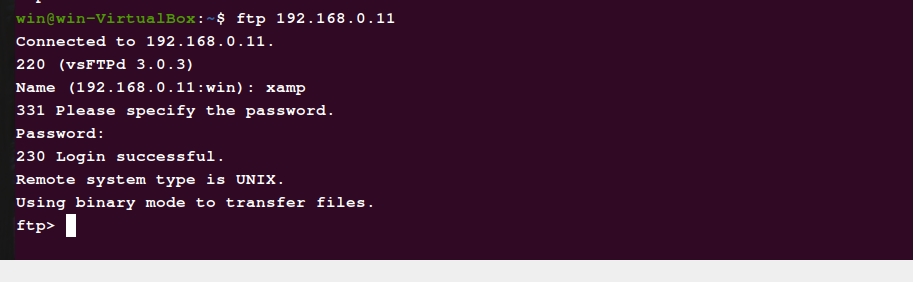 win@win-VirtualBox:~$ ftp 192.168.0.11
Connected to 192.168.0.11.
220 (vsFTPd 3.0.3)
Name (192.168.0.11:win): xamp
331 Please specify the password.
Password:
230 Login successful.
Remote system type is UNIX.
Using binary mode to transfer files.
ftp>